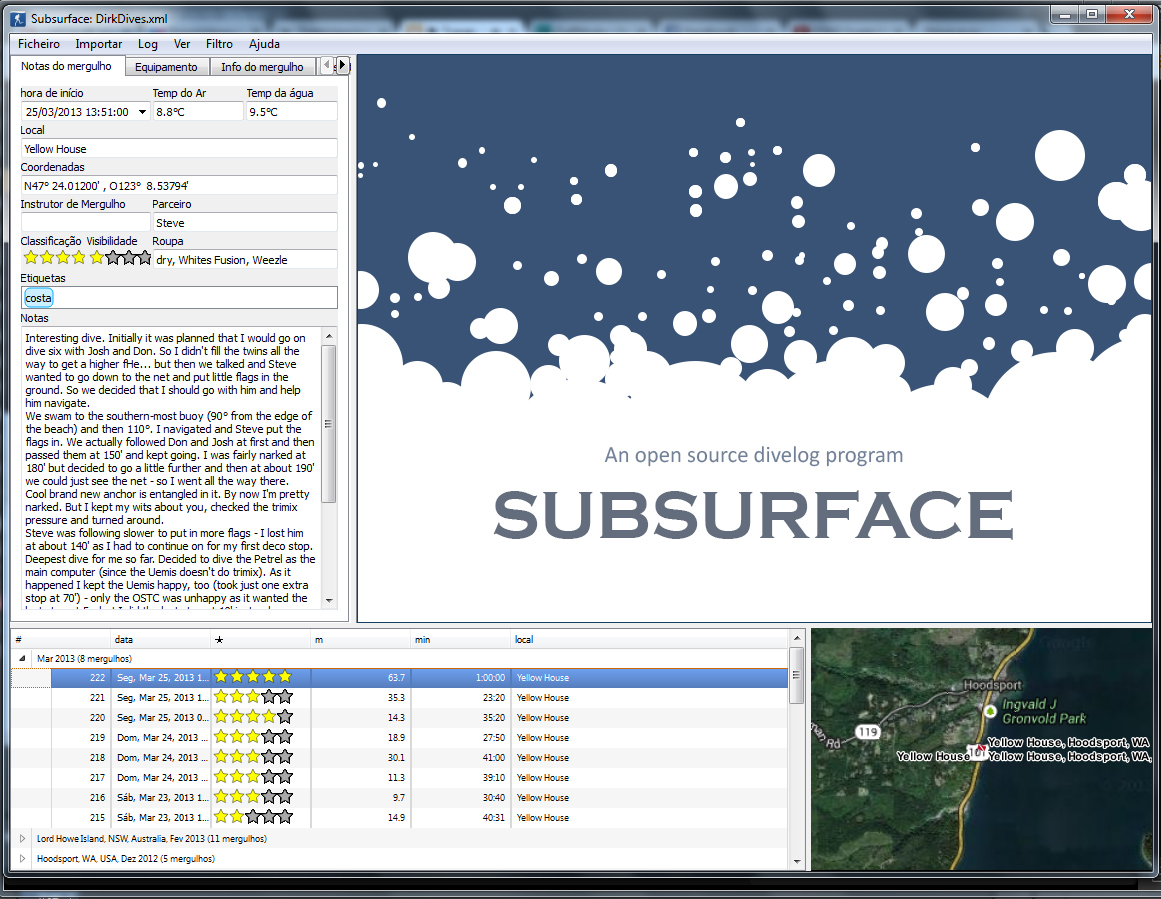 Subsurface: DirkDives.xml
Ficheiro Importar Log Ver Filtro Ajuda
Notas do mergulho Equipamento Info do mergulho
hora de início Temp do Ar Temp da água
25/03/2013 13:51:00 8.8°C 9.5°C
Local
Yellow House
Coordenadas
N47° 24.01200' , O123° 8.53794'
Instrutor de Mergulho Parceiro
Steve
Classificação Visibilidade Roupa
dry, Whites Fusion, Weezle
Etiquetas
costa
Notas
Interesting dive. Initially it was planned that I would go on
dive six with Josh and Don. So I didn't fill the twins all the
way to get a higher fHe... but then we talked and Steve
wanted to go down to the net and put little flags in the
ground. So we decided that I should go with him and help
him navigate.
We swam to the southern-most buoy (90° from the edge of
the beach) and then 110°. I navigated and Steve put the
flags in. We actually followed Don and Josh at first and then
passed them at 150' and kept going. I was fairly narked at
180' but decided to go a little further and then at about 190'
we could just see the net - so I went all the way there.
Cool brand new anchor is entangled in it. By now I'm pretty
narked. But I kept my wits about you, checked the trimix
pressure and turned around.
Steve was following slower to put in more flags - I lost him
at about 140' as I had to continue on for my first deco stop.
Deepest dive for me so far. Decided to dive the Petrel as the
main computer (since the Uemis doesn't do trimix). As it
happened I kept the Uemis happy, too (took just one extra
stop at 70') - only the OSTC was unhappy as it wanted the
An open source divelog program
SUBSURFACE
# data ★ m min local
Mar 2013 (8 mergulhos)
222 Seg, Mar 25, 2013 1... 63.7 1:00:00 Yellow House
221 Seg, Mar 25, 2013 1... 35.3 23:20 Yellow House
220 Seg, Mar 25, 2013 0... 14.3 35:20 Yellow House
219 Dom, Mar 24, 2013 ... 18.9 27:50 Yellow House
218 Dom, Mar 24, 2013 ... 30.1 41:00 Yellow House
217 Dom, Mar 24, 2013 ... 11.3 39:10 Yellow House
216 Sáb, Mar 23, 2013 1... 9.7 30:40 Yellow House
215 Sáb, Mar 23, 2013 1... 14.9 40:31 Yellow House
Lord Howe Island, NSW, Australia, Fev 2013 (11 mergulhos)
Hoodsport, WA, USA, Dez 2012 (5 mergulhos)
Google
Hoodsport
Ingvald J
Gronvold Park
119
Rd
Yellow House, Hoodsport, WA
Yellow House 101 Yellow House, Hoodsport, WA,